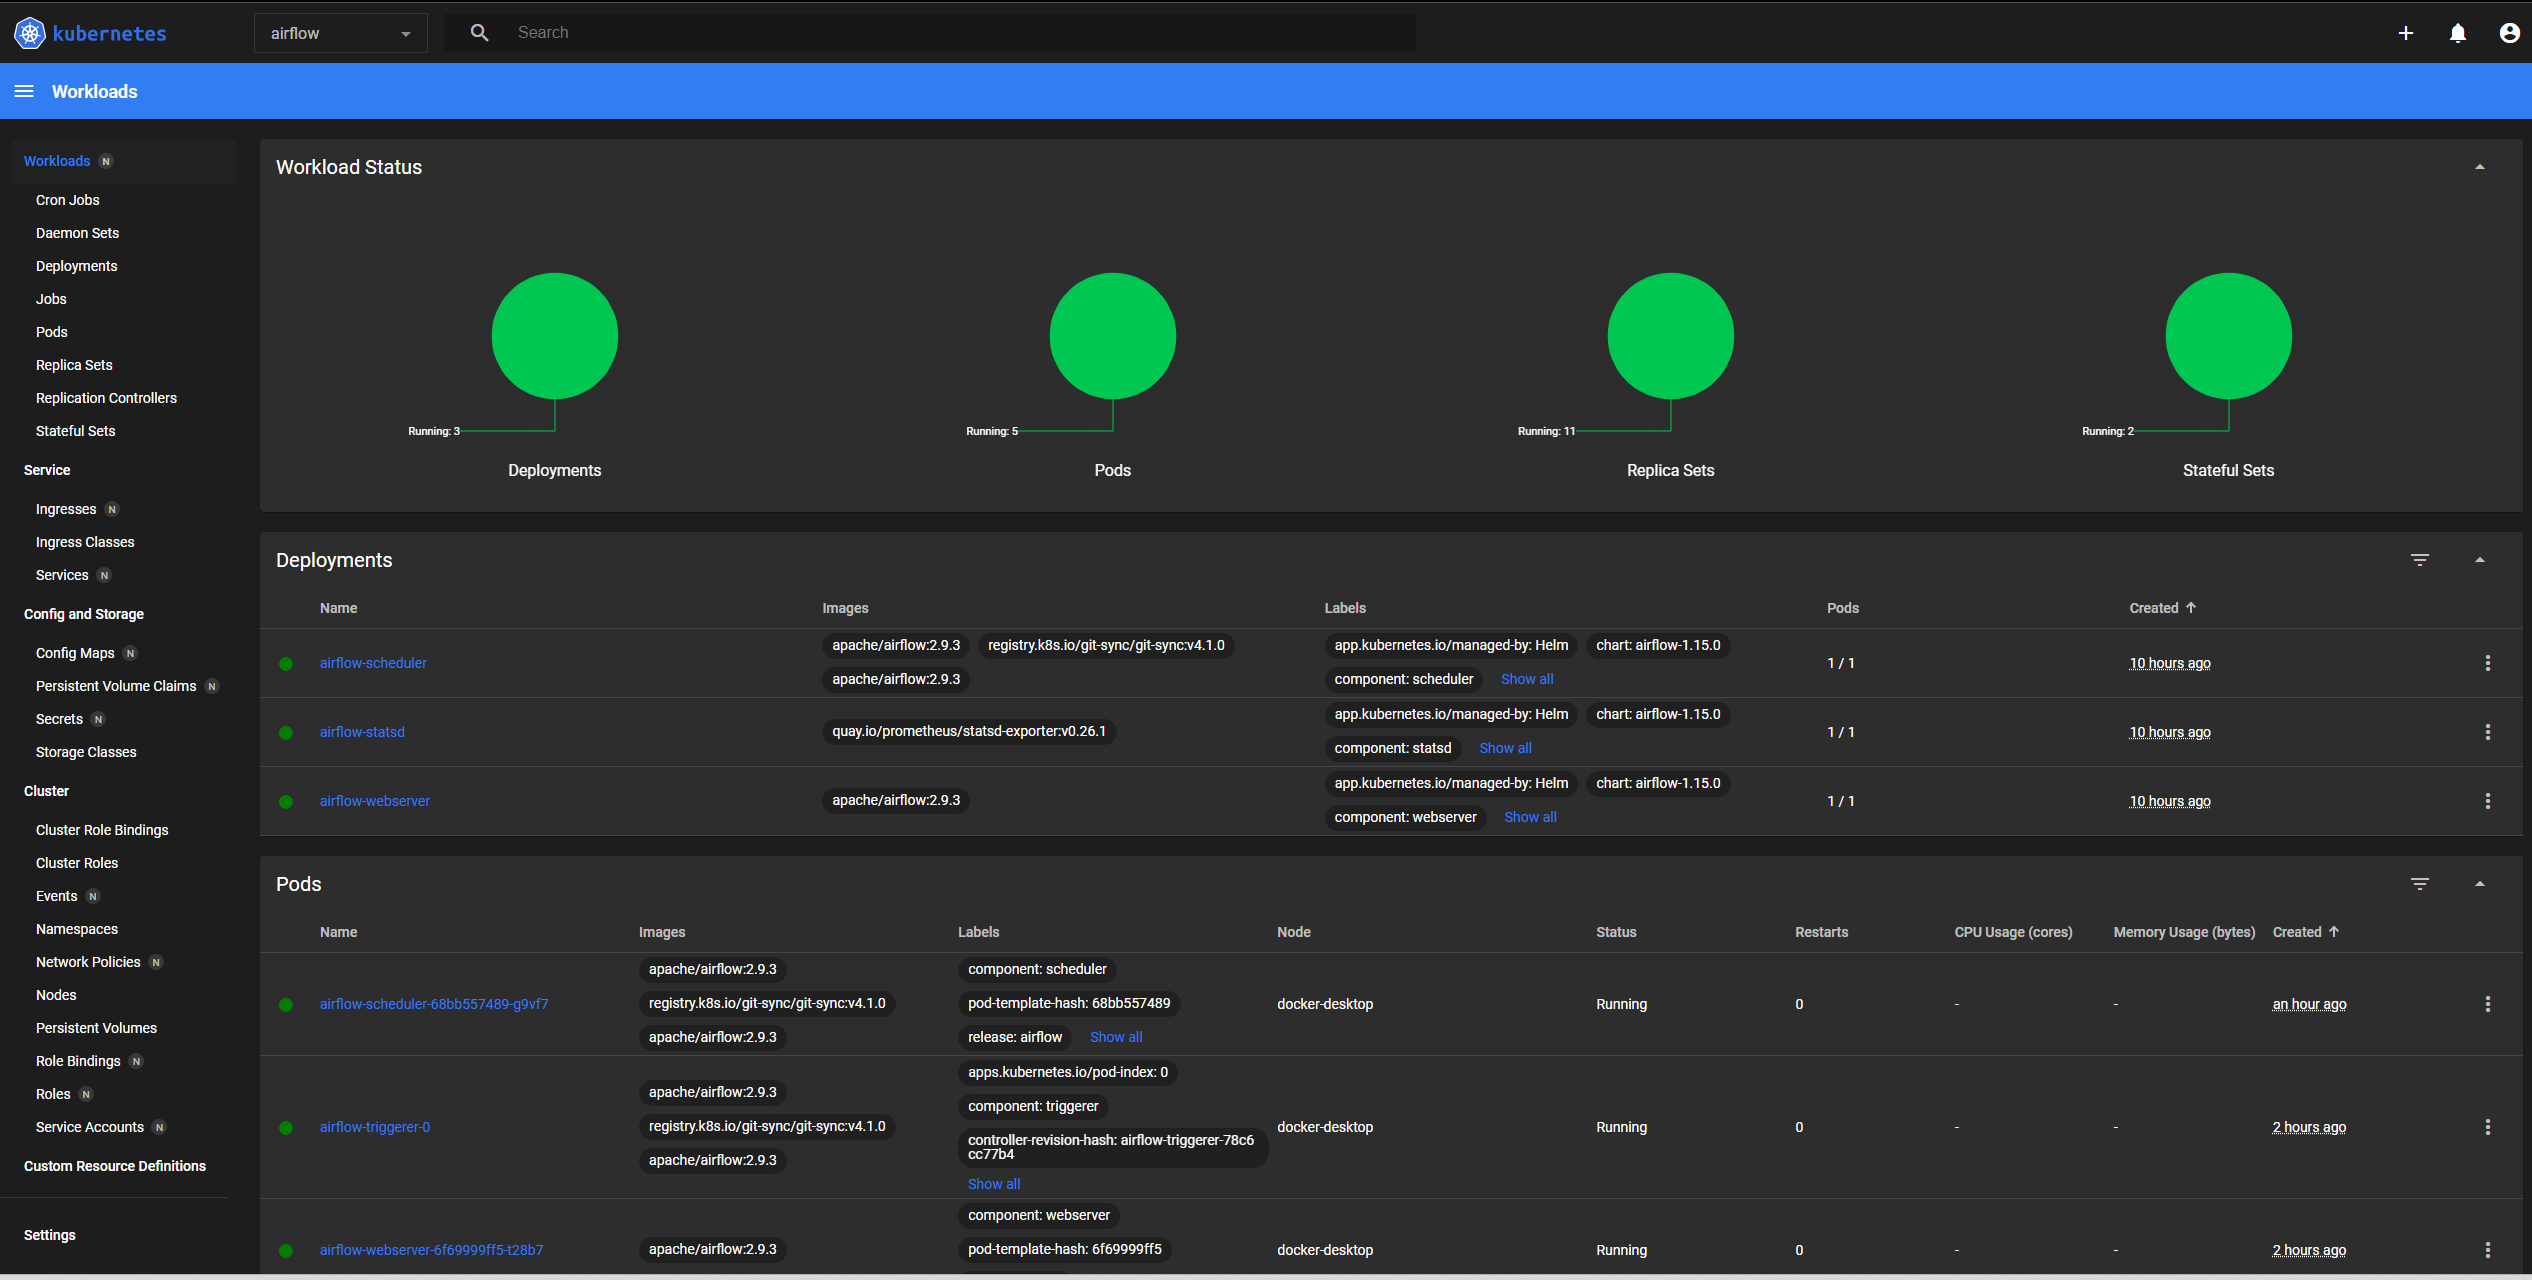 kubernetes
airflow
Search
Workloads
Workloads N
Cron Jobs
Daemon Sets
Deployments
Jobs
Pods
Replica Sets
Replication Controllers
Stateful Sets
Service
Ingresses N
Ingress Classes
Services N
Config and Storage
Config Maps N
Persistent Volume Claims N
Secrets N
Storage Classes
Cluster
Cluster Role Bindings
Cluster Roles
Events N
Namespaces
Network Policies N
Nodes
Persistent Volumes
Role Bindings N
Roles N
Service Accounts N
Custom Resource Definitions
Settings
Workload Status
Running: 3
Deployments
Running: 5
Pods
Running: 11
Replica Sets
Running: 2
Stateful Sets
Deployments
Name Images Labels Pods Created
airflow-scheduler
apache/airflow:2.9.3 registry.k8s.io/git-sync/git-sync:v4.1.0
apache/airflow:2.9.3
app.kubernetes.io/managed-by: Helm chart: airflow-1.15.0
component: scheduler Show all
1 / 1
10 hours ago
airflow-statsd
quay.io/prometheus/statsd-exporter:v0.26.1
app.kubernetes.io/managed-by: Helm chart: airflow-1.15.0
component: statsd Show all
1 / 1
10 hours ago
airflow-webserver
apache/airflow:2.9.3
app.kubernetes.io/managed-by: Helm chart: airflow-1.15.0
component: webserver Show all
1 / 1
10 hours ago
Pods
Name Images Labels Node Status Restarts CPU Usage (cores) Memory Usage (bytes) Created
airflow-scheduler-68bb557489-g9vf7
apache/airflow:2.9.3
registry.k8s.io/git-sync/git-sync:v4.1.0
apache/airflow:2.9.3
component: scheduler
pod-template-hash: 68bb557489
release: airflow Show all
docker-desktop
Running
0
-
-
an hour ago
airflow-triggerer-0
apache/airflow:2.9.3
registry.k8s.io/git-sync/git-sync:v4.1.0
apache/airflow:2.9.3
apps.kubernetes.io/pod-index: 0
component: triggerer
controller-revision-hash: airflow-triggerer-78c6
cc77b4
Show all
docker-desktop
Running
0
-
-
2 hours ago
airflow-webserver-6f69999ff5-t28b7
apache/airflow:2.9.3
component: webserver
pod-template-hash: 6f69999ff5
docker-desktop
Running
0
-
-
2 hours ago